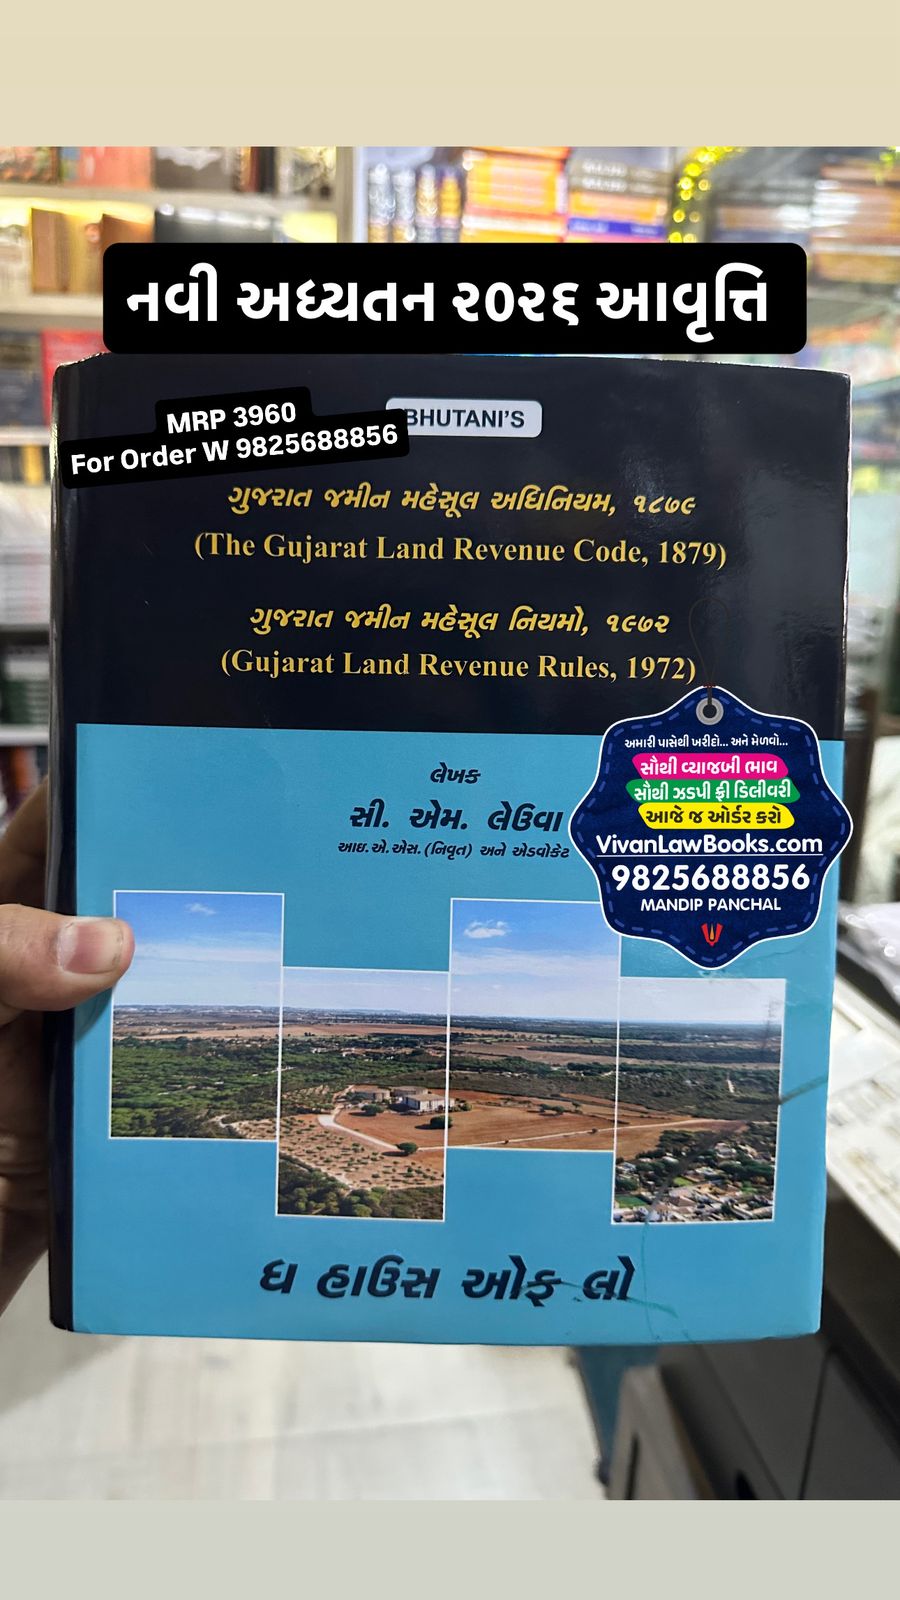 નવી અધ્યતન ૨૦૨૬ આવૃત્તિ
MRP 3960
For Order W 9825688856
BHUTANI'S
ગુજરાત જમીન મહેસૂલ અધિનિયમ, ૧૮૭૯
(The Gujarat Land Revenue Code, 1879)
ગુજરાત જમીન મહેસૂલ નિયમો, ૧૯૭૨
(Gujarat Land Revenue Rules, 1972)
લેખક
સી. એમ. લેઉવા
આઇ.એ.એસ.(નિવૃત) અને એડવોકેટ
અમારી પાસેથી ખરીદો... અને મેળવો...
સૌથી વ્યાજબી ભાવ
સૌથી ઝડપી ફ્રી ડિલીવરી
આજે જ ઓર્ડર કરો
VivanLawBooks.com
9825688856
MANDIP PANCHAL
ધ હાઉસ ઓફ લો